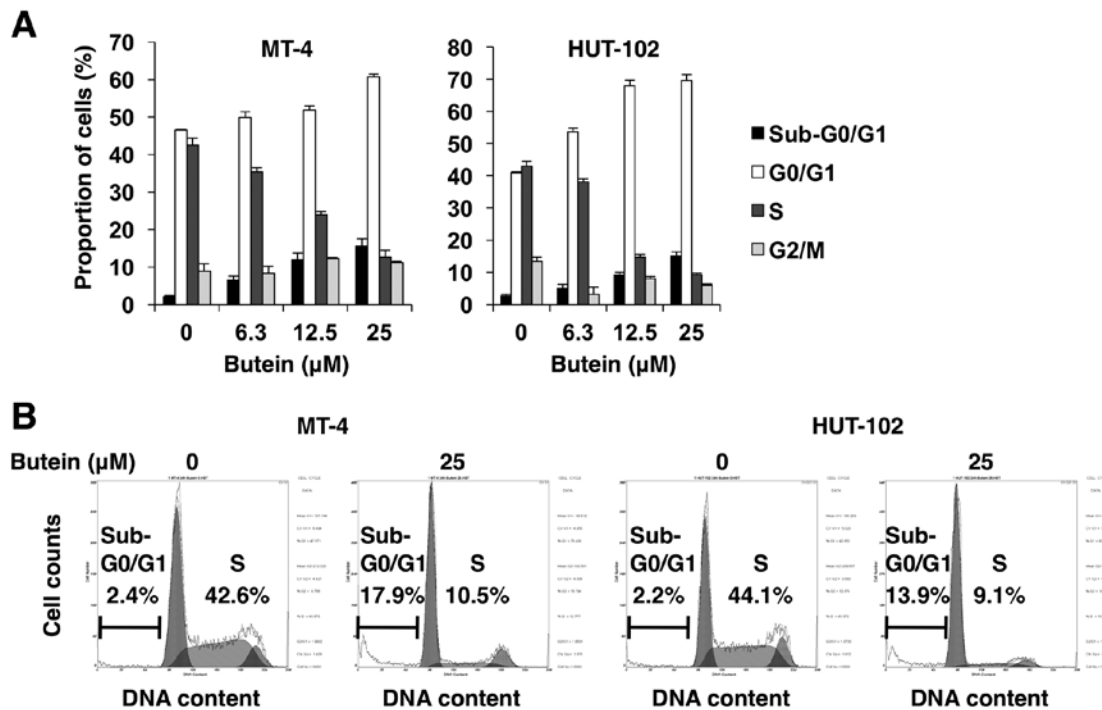 A
MT-4
HUT-102
Proportion of cells (%)
70
60
50
40
30
20
10
0
80
70
60
50
40
30
20
10
0
Sub-G0/G1
G0/G1
S
G2/M
0 6.3 12.5 25
0 6.3 12.5 25
Butein (µM)
Butein (µM)
B
MT-4
HUT-102
Butein (µM) 0 25 0 25
Cell counts
Sub-
G0/G1 S
2.4% 42.6%
Sub-
G0/G1 S
17.9% 10.5%
Sub-
G0/G1 S
2.2% 44.1%
Sub-
G0/G1 S
13.9% 9.1%
DNA content
DNA content
DNA content
DNA content